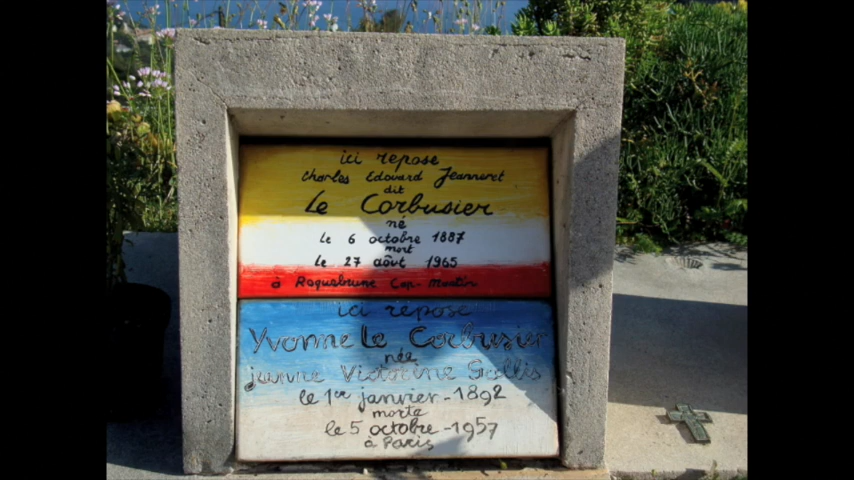 ici repose
Charles Edouard Jeanneret
dit
Le Corbusier
né
le 6 octobre 1887
mort
le 27 août 1965
à Roquebrune Cap-Martin
ici repose
Yvonne Le Corbusier
née
jeanne Victorine Gallis
le 1er janvier - 1892
morte
le 5 octobre - 1957
à Paris